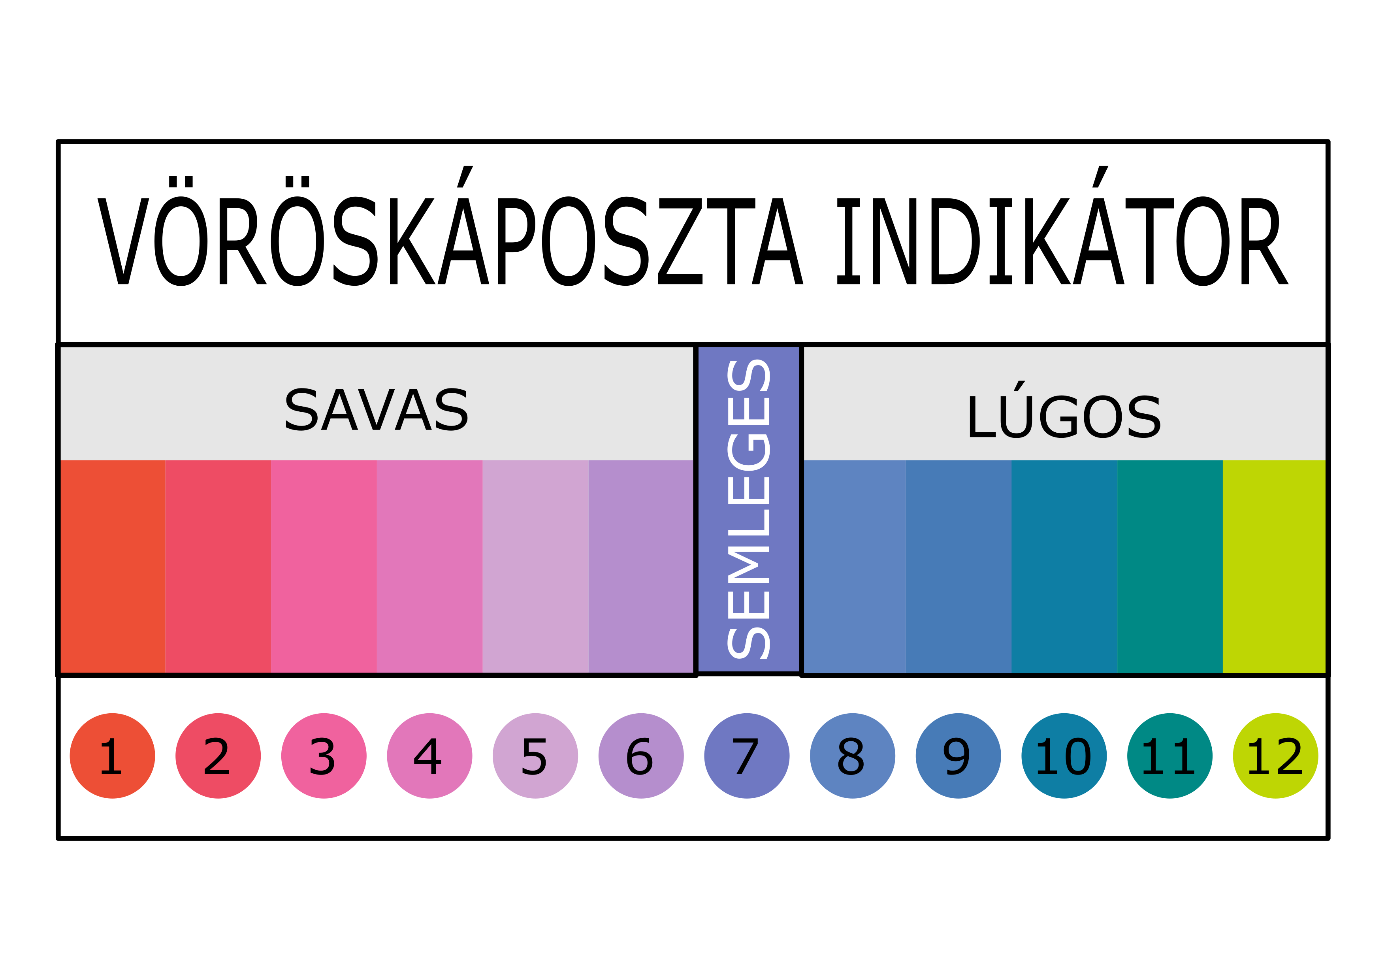 VÖRÖSKÁPOSZTA INDIKÁTOR
SAVAS
SEMLEGES
LÚGOS
1 2 3 4 5 6 7 8 9 10 11 12